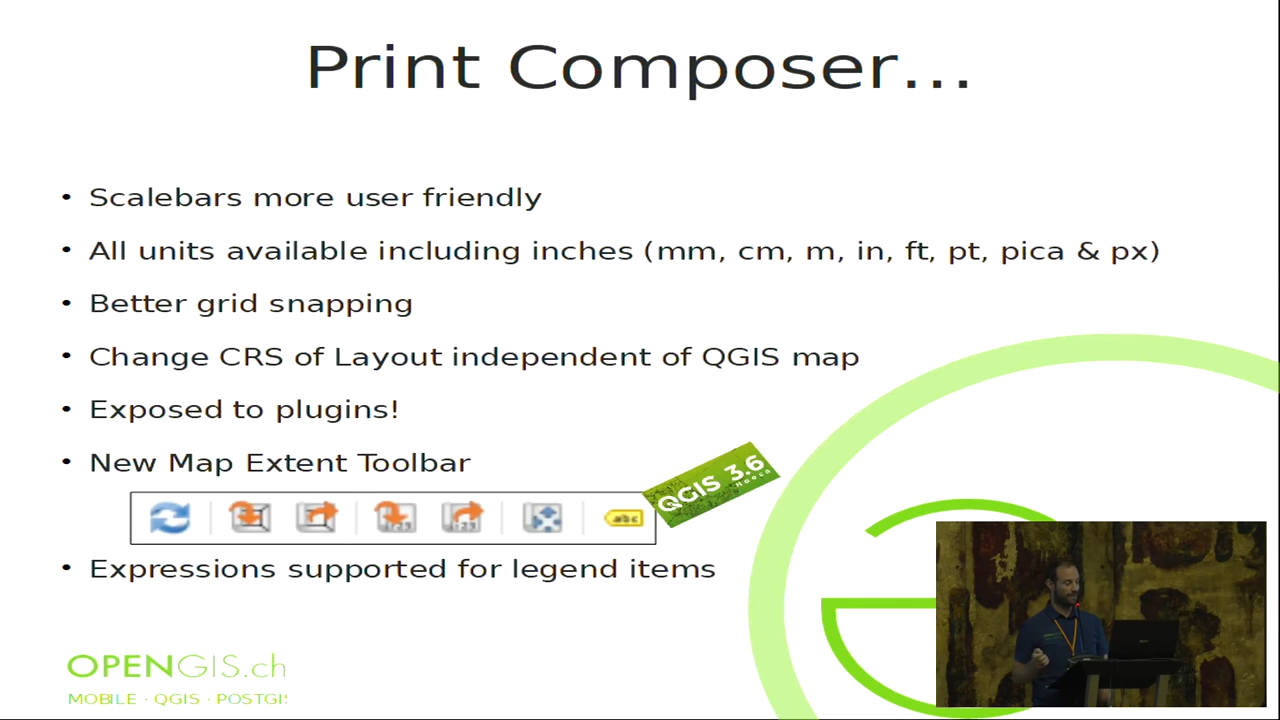 Print Composer...
• Scalebars more user friendly
• All units available including inches (mm, cm, m, in, ft, pt, pica & px)
• Better grid snapping
• Change CRS of Layout independent of QGIS map
• Exposed to plugins!
• New Map Extent Toolbar
QGIS 3.6
Noosa
abc
• Expressions supported for legend items
OPENGIS.ch
MOBILE · QGIS · POSTGIS